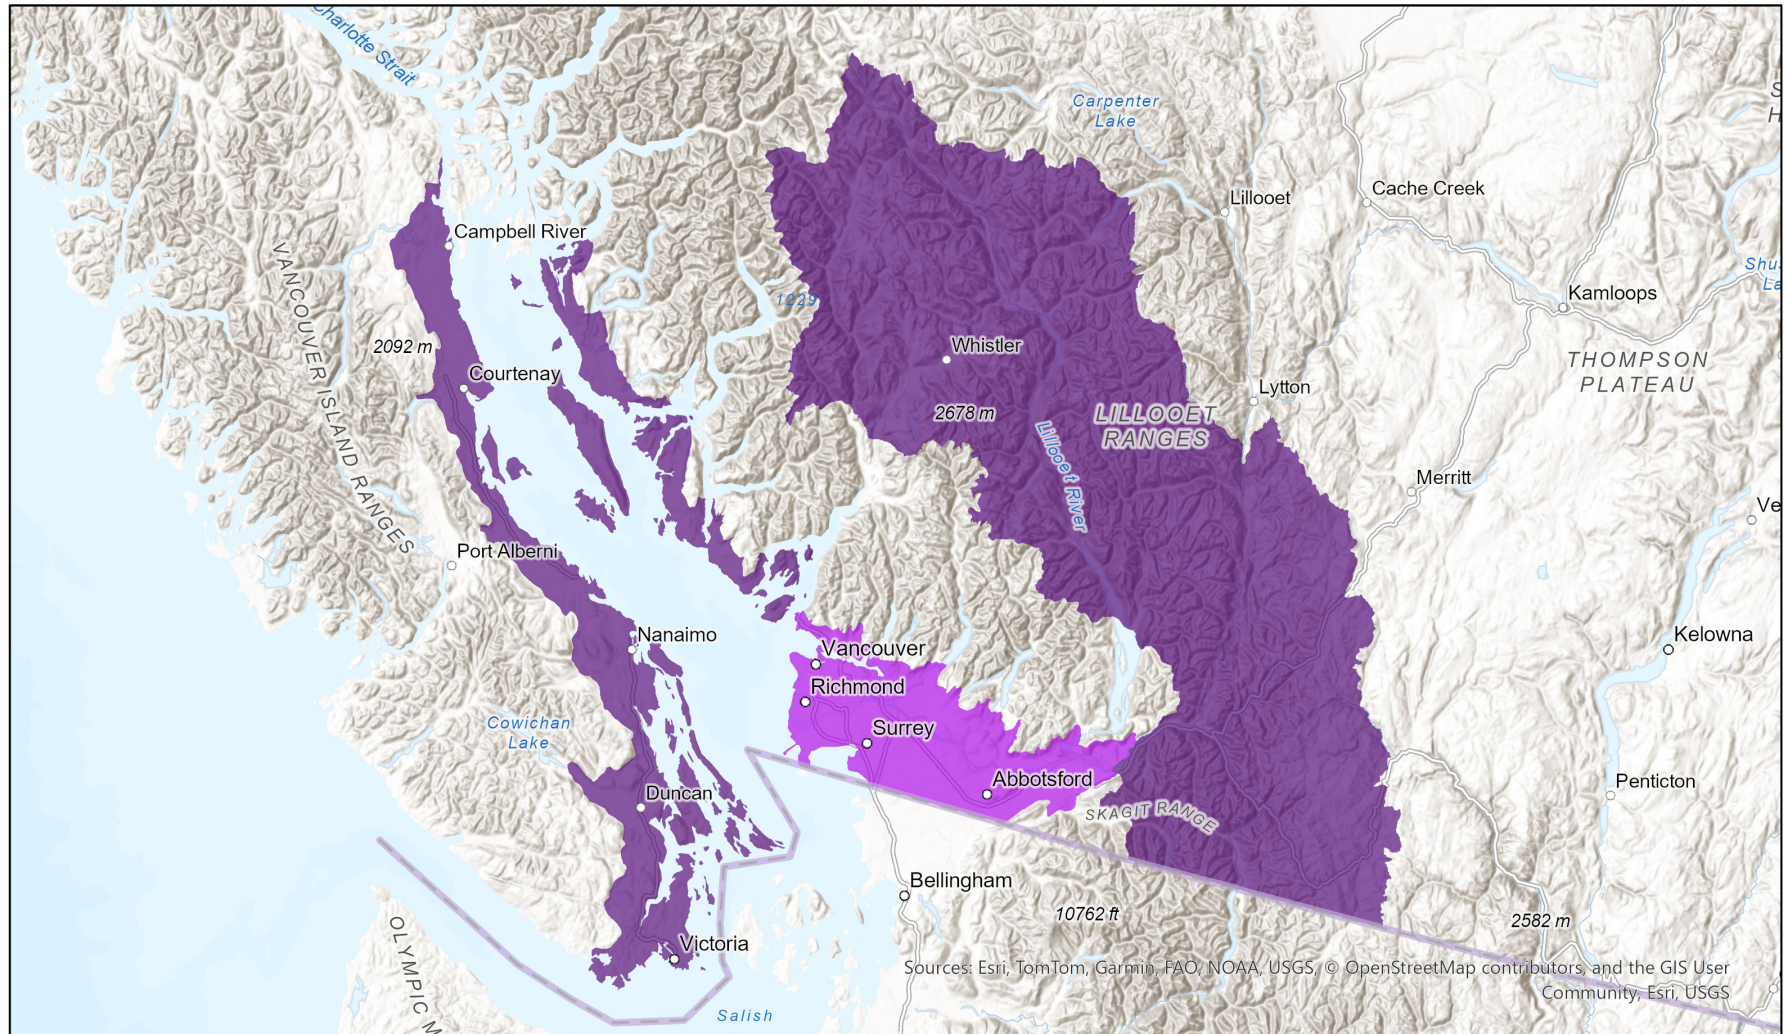 Charlotte Strait
Carpenter
Lake
Lillooet
Cache Creek
Campbell River
VANCOUVER ISLAND RANGES
1229
Kamloops
2092 m
Whistler
THOMPSON
PLATEAU
Courtenay
Lytton
2678 m
LILLOOET
RANGES
Lillooet River
Merritt
Port Alberni
Nanaimo
Vancouver
Kelowna
Richmond
Cowichan
Lake
Surrey
Abbotsford
Penticton
Duncan
SKAGIT RANGE
Bellingham
10762 ft
2582 m
OLYMPIC M
Victoria
Sources: Esri, TomTom, Garmin, FAO, NOAA, USGS, © OpenStreetMap contributors, and the GIS User
Community, Esri, USGS
Salish